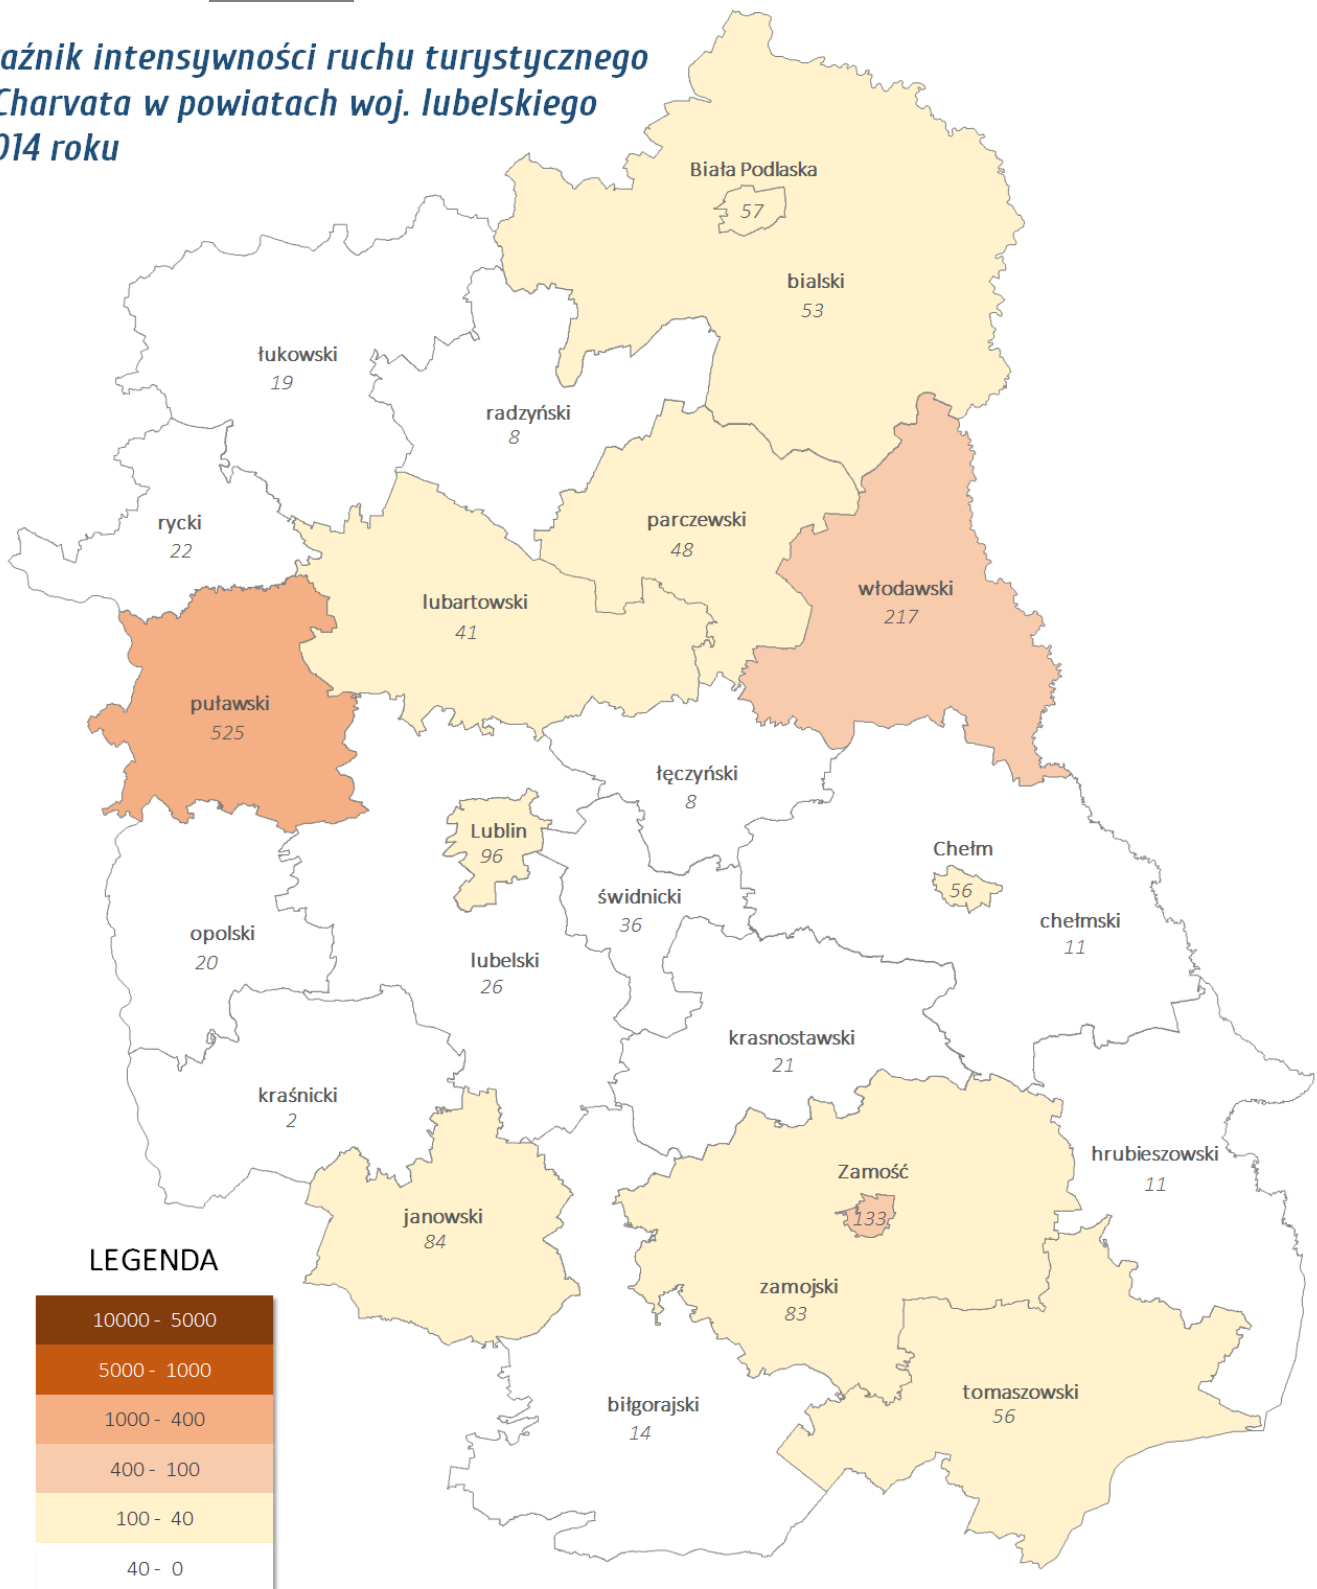 aźnik intensywności ruchu turystycznego
Charvata w powiatach woj. lubelskiego
014 roku
Biała Podlaska
57
bialski
53
łukowski
19
radzyński
8
rycki
22
parczewski
48
włodawski
217
lubartowski
41
puławski
525
łęczyński
8
Lublin
96
Chełm
56
świdnicki
36
chełmski
11
opolski
20
lubelski
26
krasnostawski
21
kraśnicki
2
hrubieszowski
11
Zamość
133
janowski
84
zamojski
83
tomaszowski
56
biłgorajski
14
LEGENDA
10000 - 5000
5000 - 1000
1000 - 400
400 - 100
100 - 40
40 - 0